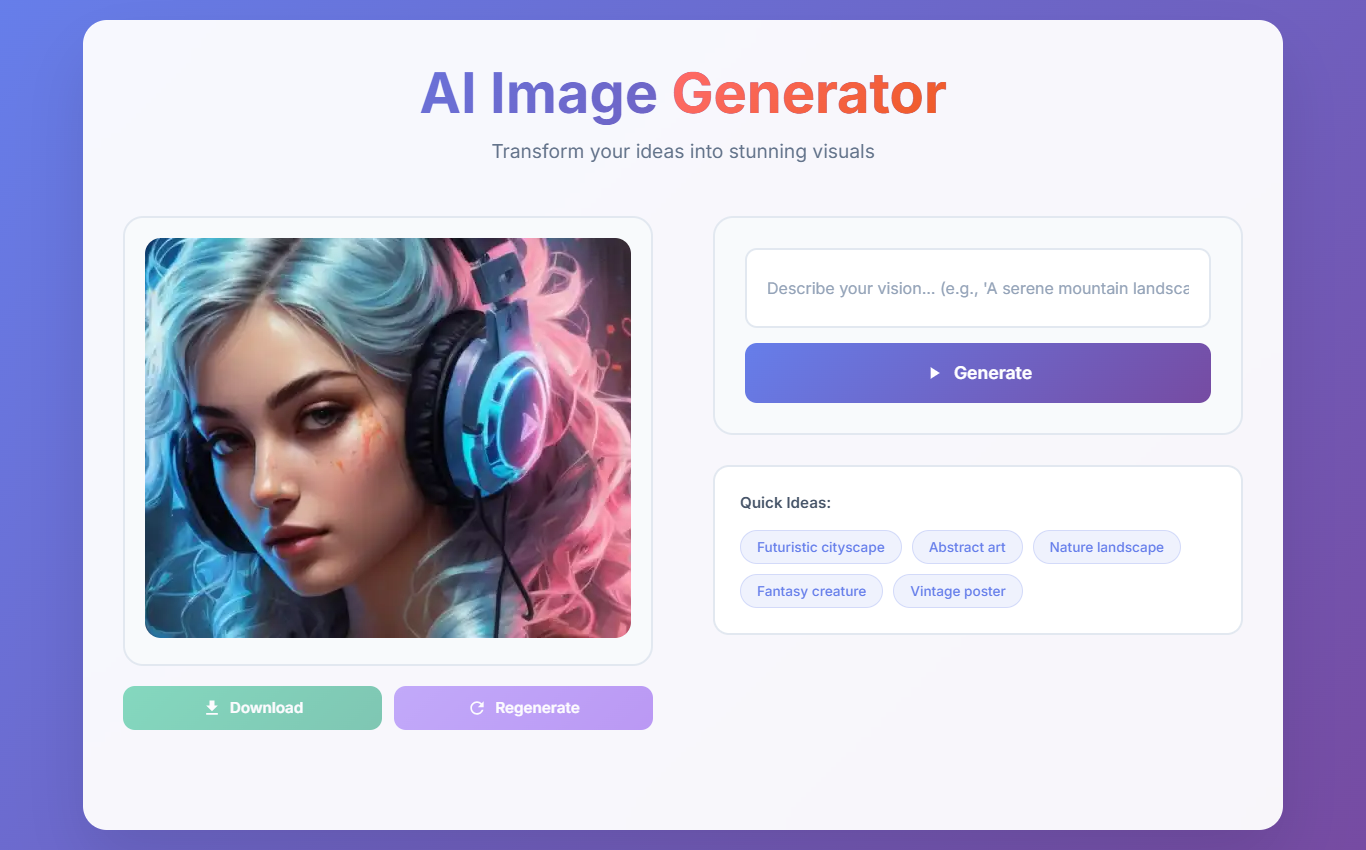 AI Image Generator
Transform your ideas into stunning visuals
Describe your vision... (e.g., 'A serene mountain landsca
Generate
Quick Ideas:
Futuristic cityscape
Abstract art
Nature landscape
Fantasy creature
Vintage poster
Download
Regenerate